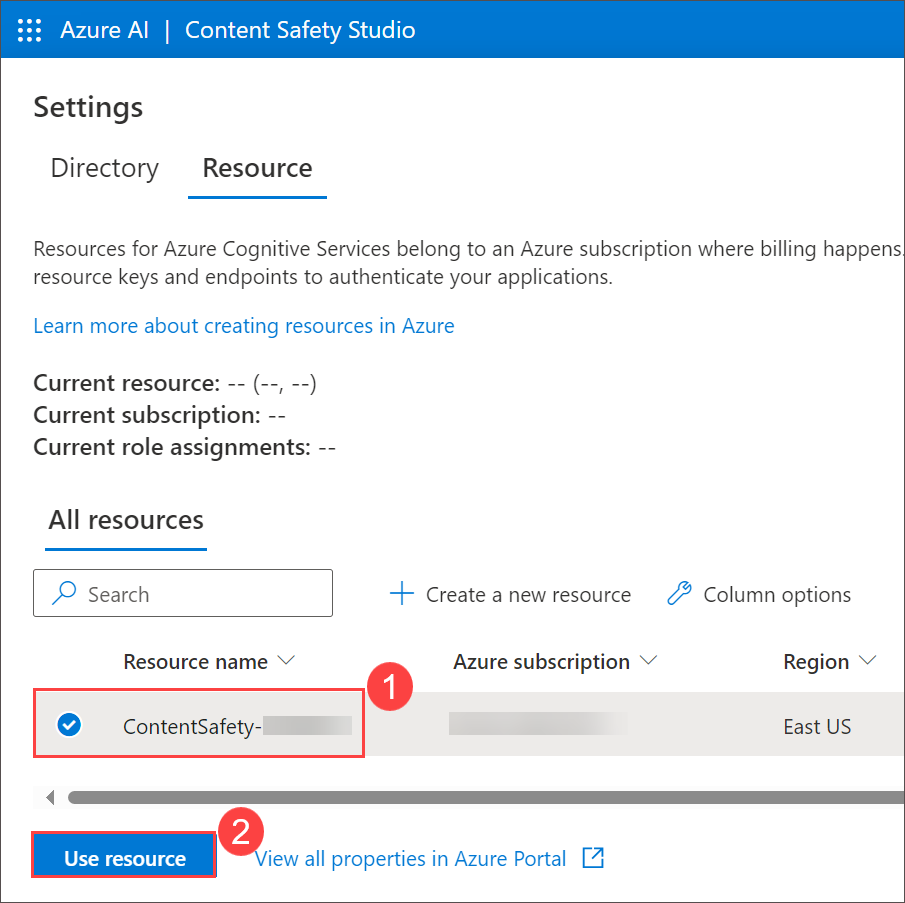 Azure AI | Content Safety Studio
Settings
Directory Resource
Resources for Azure Cognitive Services belong to an Azure subscription where billing happens.
resource keys and endpoints to authenticate your applications.
Learn more about creating resources in Azure
Current resource: -- (--, --)
Current subscription: --
Current role assignments: --
All resources
Search Create a new resource Column options
Resource name Azure subscription Region
1
ContentSafety- East US
2
Use resource View all properties in Azure Portal